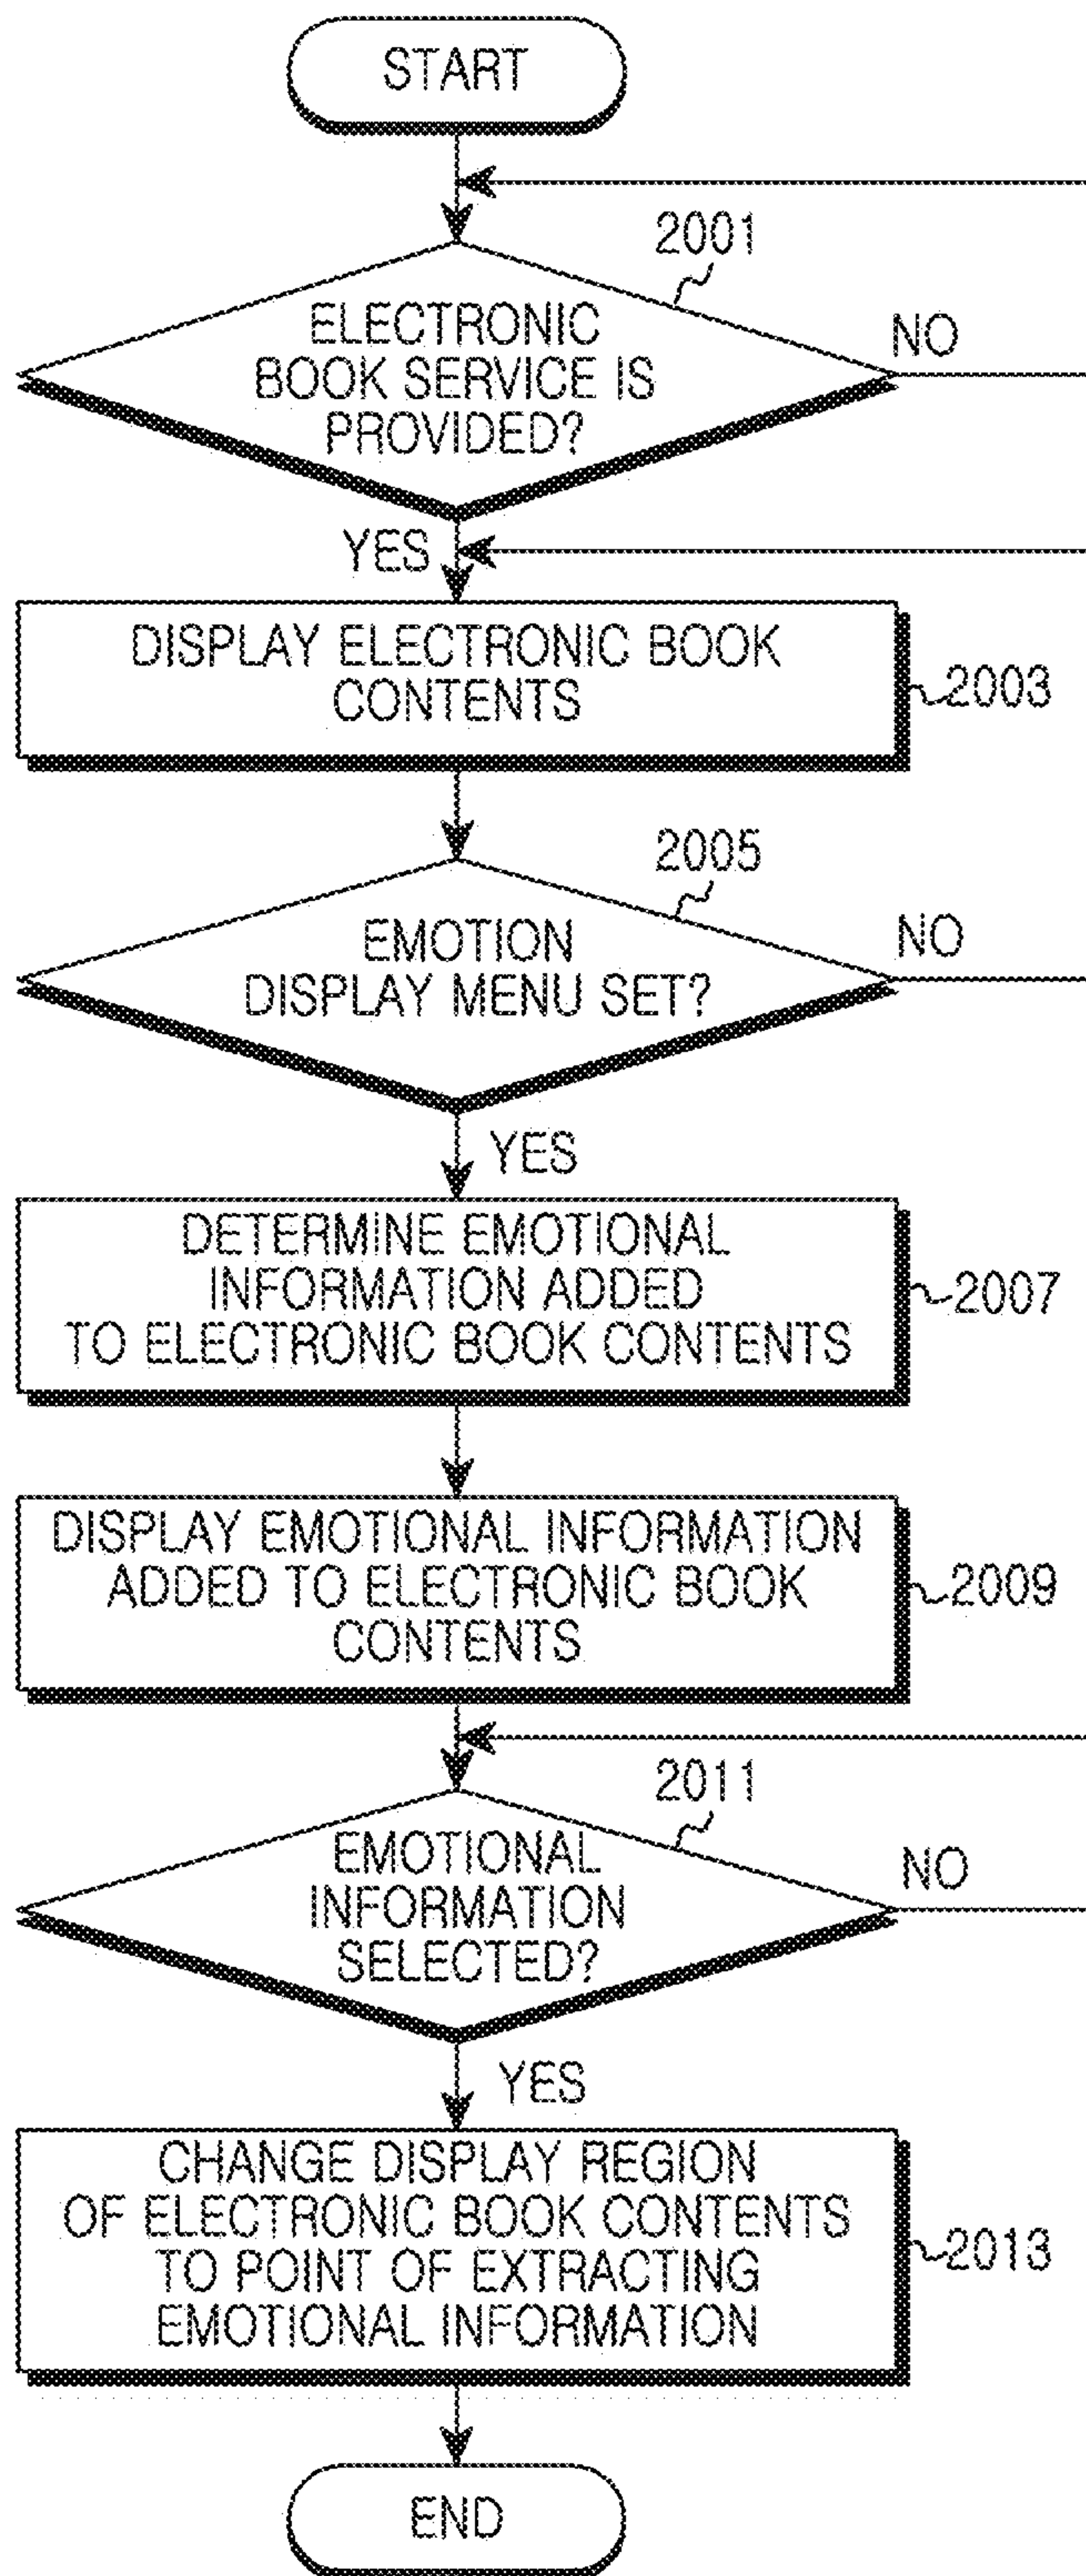 START
2001
ELECTRONIC
BOOK SERVICE IS
PROVIDED?
NO
YES
DISPLAY ELECTRONIC BOOK
CONTENTS
2003
2005
EMOTION
DISPLAY MENU SET?
NO
YES
DETERMINE EMOTIONAL
INFORMATION ADDED
TO ELECTRONIC BOOK CONTENTS
2007
DISPLAY EMOTIONAL INFORMATION
ADDED TO ELECTRONIC BOOK
CONTENTS
2009
2011
EMOTIONAL
INFORMATION
SELECTED?
NO
YES
CHANGE DISPLAY REGION
OF ELECTRONIC BOOK CONTENTS
TO POINT OF EXTRACTING
EMOTIONAL INFORMATION
2013
END